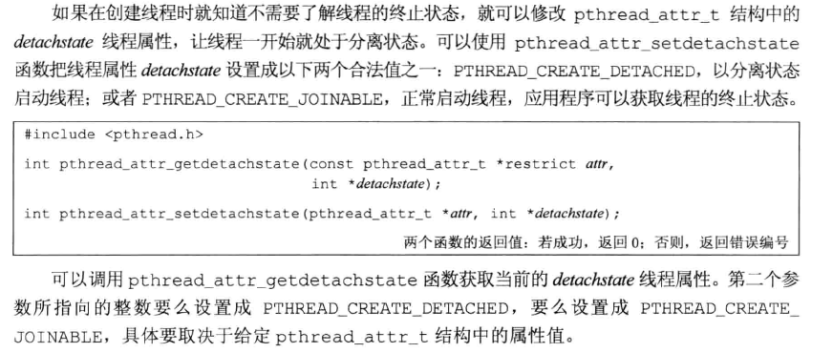 如果在创建线程时就知道不需要了解线程的终止状态，就可以修改 pthread_attr_t 结构中的
detachstate 线程属性，让线程一开始就处于分离状态。可以使用 pthread_attr_setdetachstate
函数把线程属性 detachstate 设置成以下两个合法值之一：PTHREAD_CREATE_DETACHED，以分离状态
启动线程；或者 PTHREAD_CREATE_JOINABLE，正常启动线程，应用程序可以获取线程的终止状态。
#include <pthread.h>
int pthread_attr_getdetachstate(const pthread_attr_t *restrict attr,
int *detachstate);
int pthread_attr_setdetachstate(pthread_attr_t *attr, int *detachstate);
两个函数的返回值：若成功，返回 0；否则，返回错误编号
可以调用 pthread_attr_getdetachstate 函数获取当前的 detachstate 线程属性。第二个参
数所指向的整数要么设置成 PTHREAD_CREATE_DETACHED，要么设置成 PTHREAD_CREATE_
JOINABLE，具体要取决于给定 pthread_attr_t 结构中的属性值。